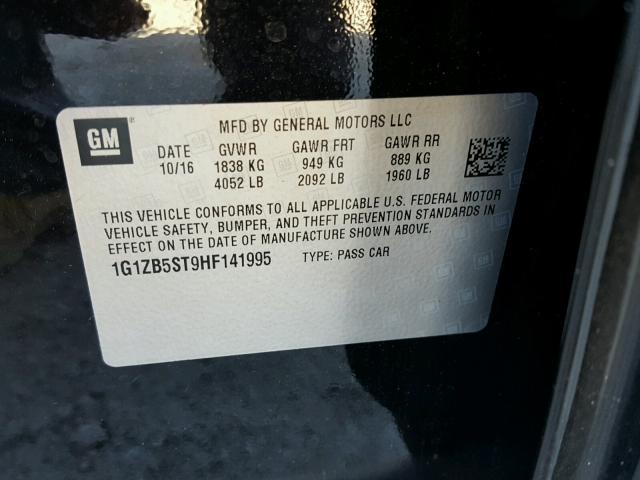 GM
MFD BY GENERAL MOTORS LLC
DATE GVWR GAWR FRT GAWR RR
10/16 1838 KG 949 KG 889 KG
4052 LB 2092 LB 1960 LB
THIS VEHICLE CONFORMS TO ALL APPLICABLE U.S. FEDERAL MOTOR
VEHICLE SAFETY, BUMPER, AND THEFT PREVENTION STANDARDS IN
EFFECT ON THE DATE OF MANUFACTURE SHOWN ABOVE.
1G1ZB5ST9HF141995 TYPE: PASS CAR